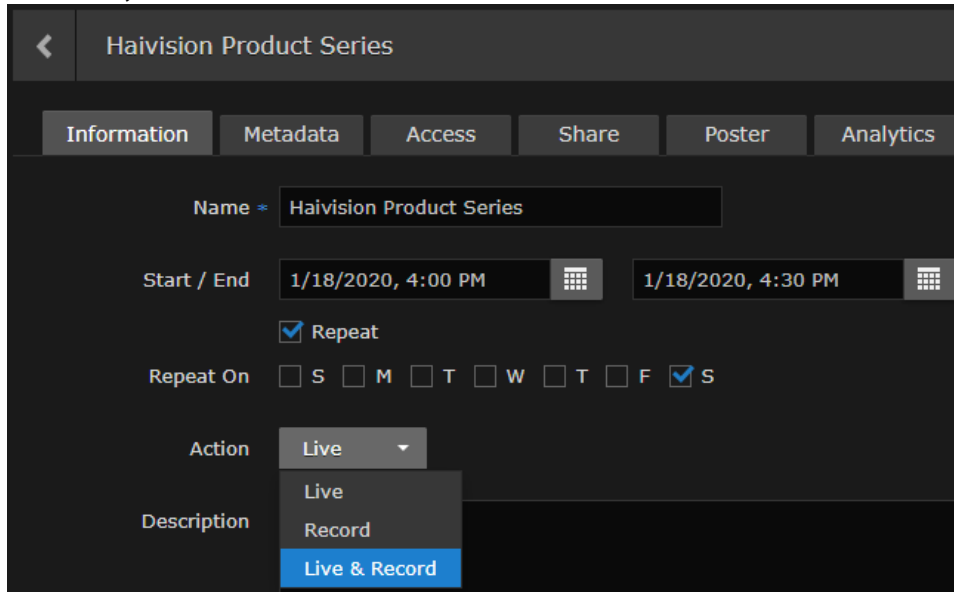 Haivision Product Series
Information Metadata Access Share Poster Analytics
Name * Haivision Product Series
Start / End 1/18/2020, 4:00 PM 1/18/2020, 4:30 PM
Repeat
Repeat On S M T W T F S
Action Live
Live
Description
Record
Live & Record